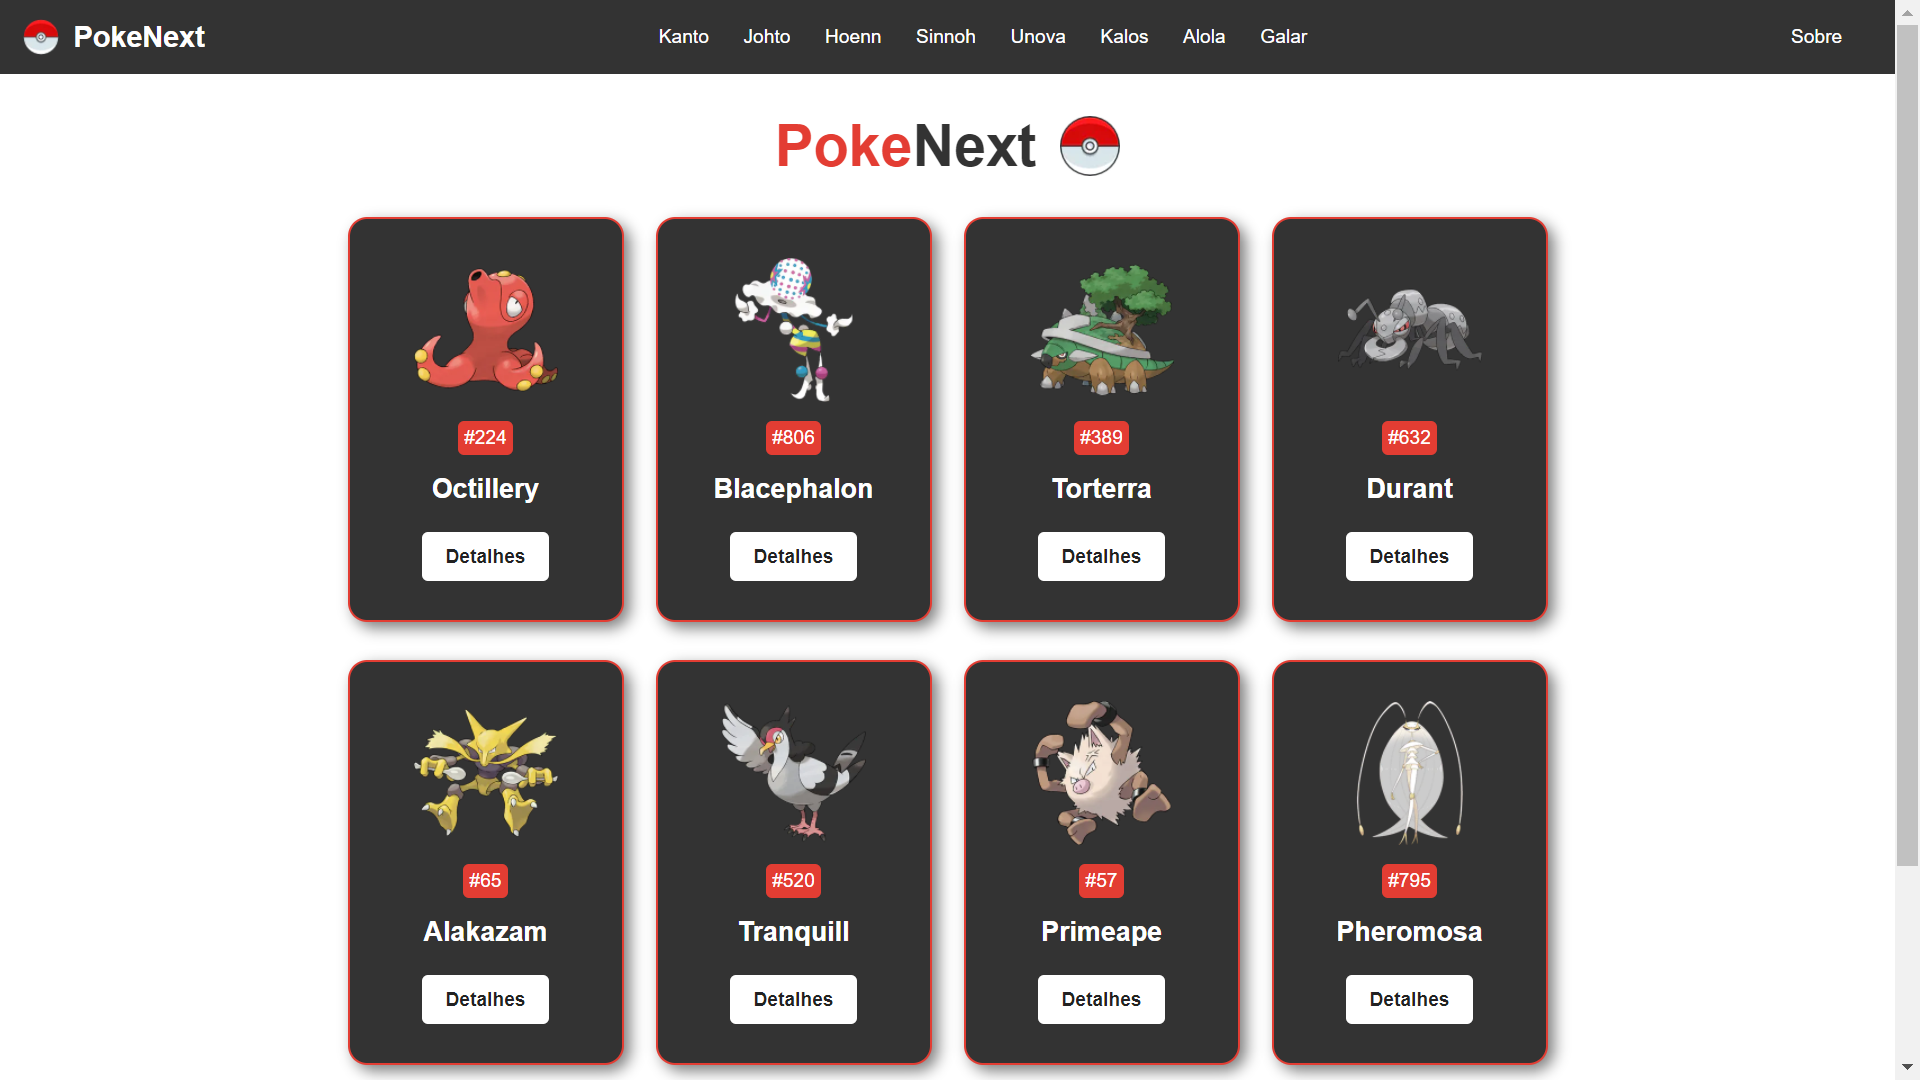 PokeNext
Kanto Johto Hoenn Sinnoh Unova Kalos Alola Galar
Sobre
PokeNext
#224 #806 #389 #632
Octillery Blacephalon Torterra Durant
Detalhes Detalhes Detalhes Detalhes
#65 #520 #57 #795
Alakazam Tranquill Primeape Pheromosa
Detalhes Detalhes Detalhes Detalhes